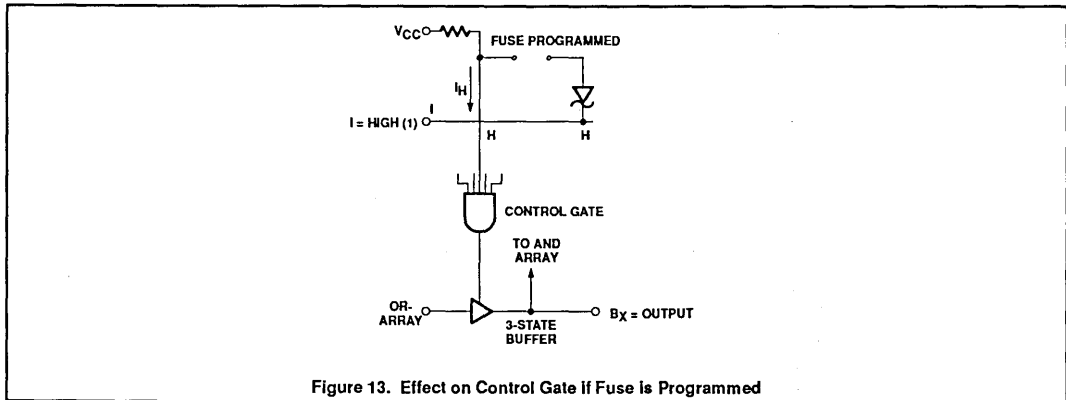 VCC
FUSE PROGRAMMED
IH
I
I = HIGH (1)
H
H
CONTROL GATE
TO AND
ARRAY
OR-
ARRAY
3-STATE
BUFFER
BX = OUTPUT
Figure 13. Effect on Control Gate if Fuse is Programmed